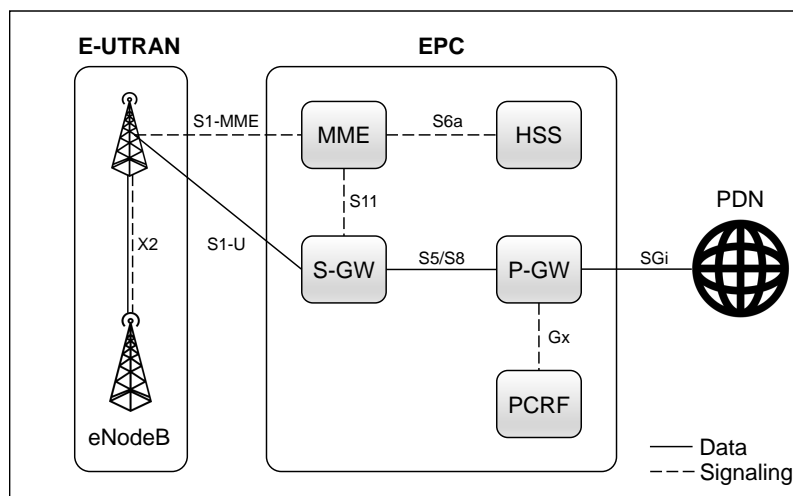 E-UTRAN
EPC
S1-MME
MME
S6a
HSS
S11
PDN
X2
S1-U
S-GW
S5/S8
P-GW
SGi
Gx
PCRF
eNodeB
Data
Signaling